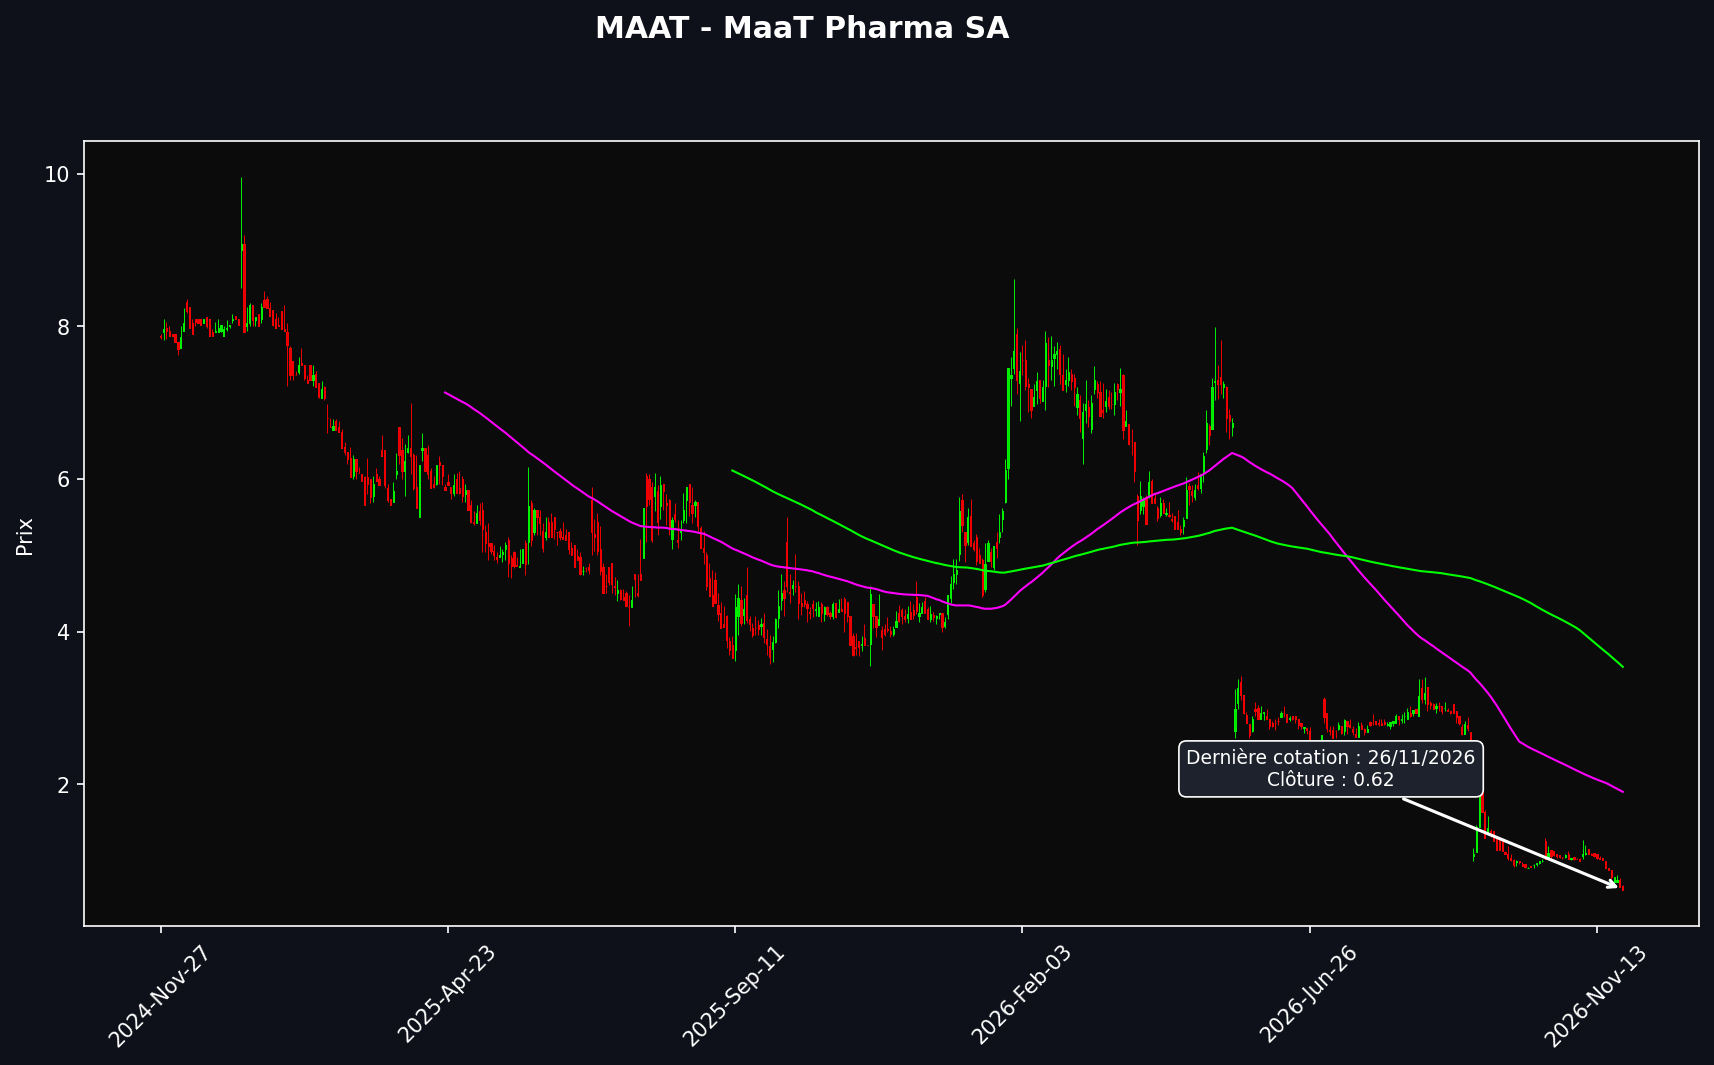 MAAT - MaaT Pharma SA
Prix
10
8
6
4
2
Dernière cotation : 26/11/2026
Clôture : 0.62
2024-Nov-27
2025-Apr-23
2025-Sep-11
2026-Feb-03
2026-Jun-26
2026-Nov-13